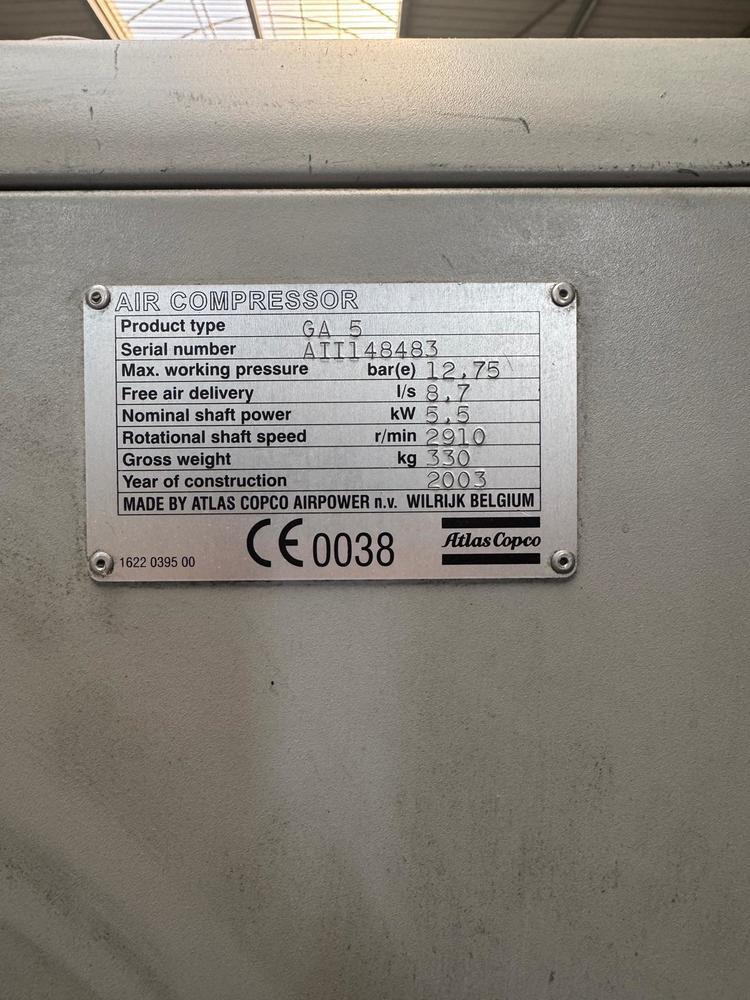 AIR COMPRESSOR
Product type GA 5
Serial number AII148483
Max. working pressure bar(e) 12,75
Free air delivery l/s 8,7
Nominal shaft power kW 5,5
Rotational shaft speed r/min 2910
Gross weight kg 330
Year of construction 2003
MADE BY ATLAS COPCO AIRPOWER n.v. WILRIJK BELGIUM
1622 0395 00 CE 0038 Atlas Copco